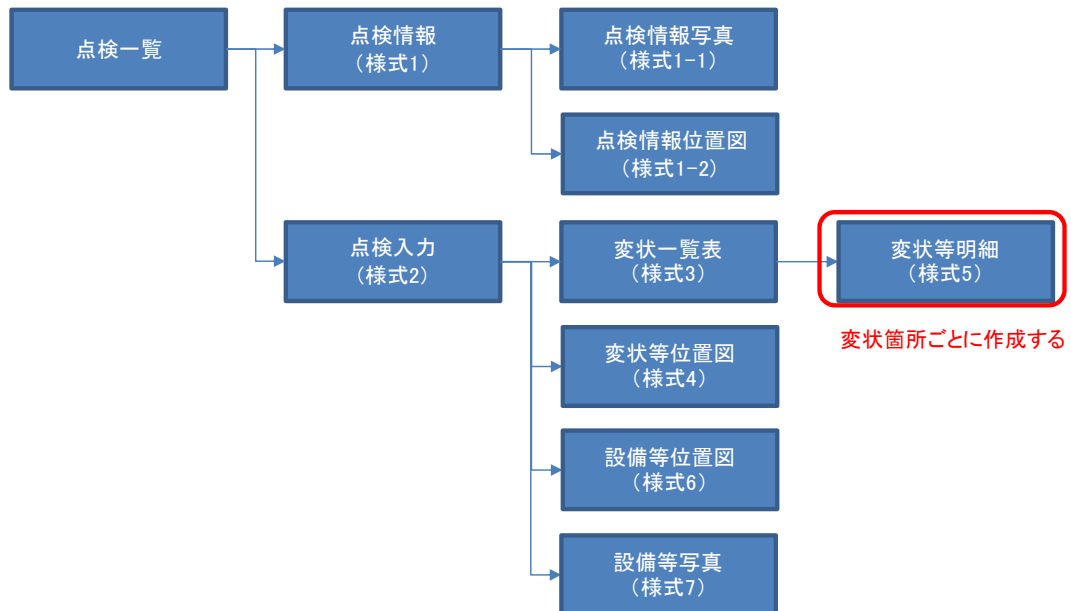 点検一覧
点検情報
（様式1）
点検情報写真
（様式1-1）
点検情報位置図
（様式1-2）
点検入力
（様式2）
変状一覧表
（様式3）
変状等明細
（様式5）
変状箇所ごとに作成する
変状等位置図
（様式4）
設備等位置図
（様式6）
設備等写真
（様式7）